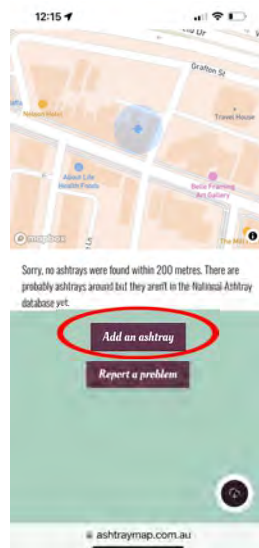 12:15
Grafton St
Travel House
Nelson Hotel
About Life
Health Foods
Bella Framing
Art Gallery
mapbox
Sorry, no ashtrays were found within 200 metres. There are
probably ashtrays around but they aren't in the National Ashtray
database yet.
Add an ashtray
Report a problem
ashtraymap.com.au